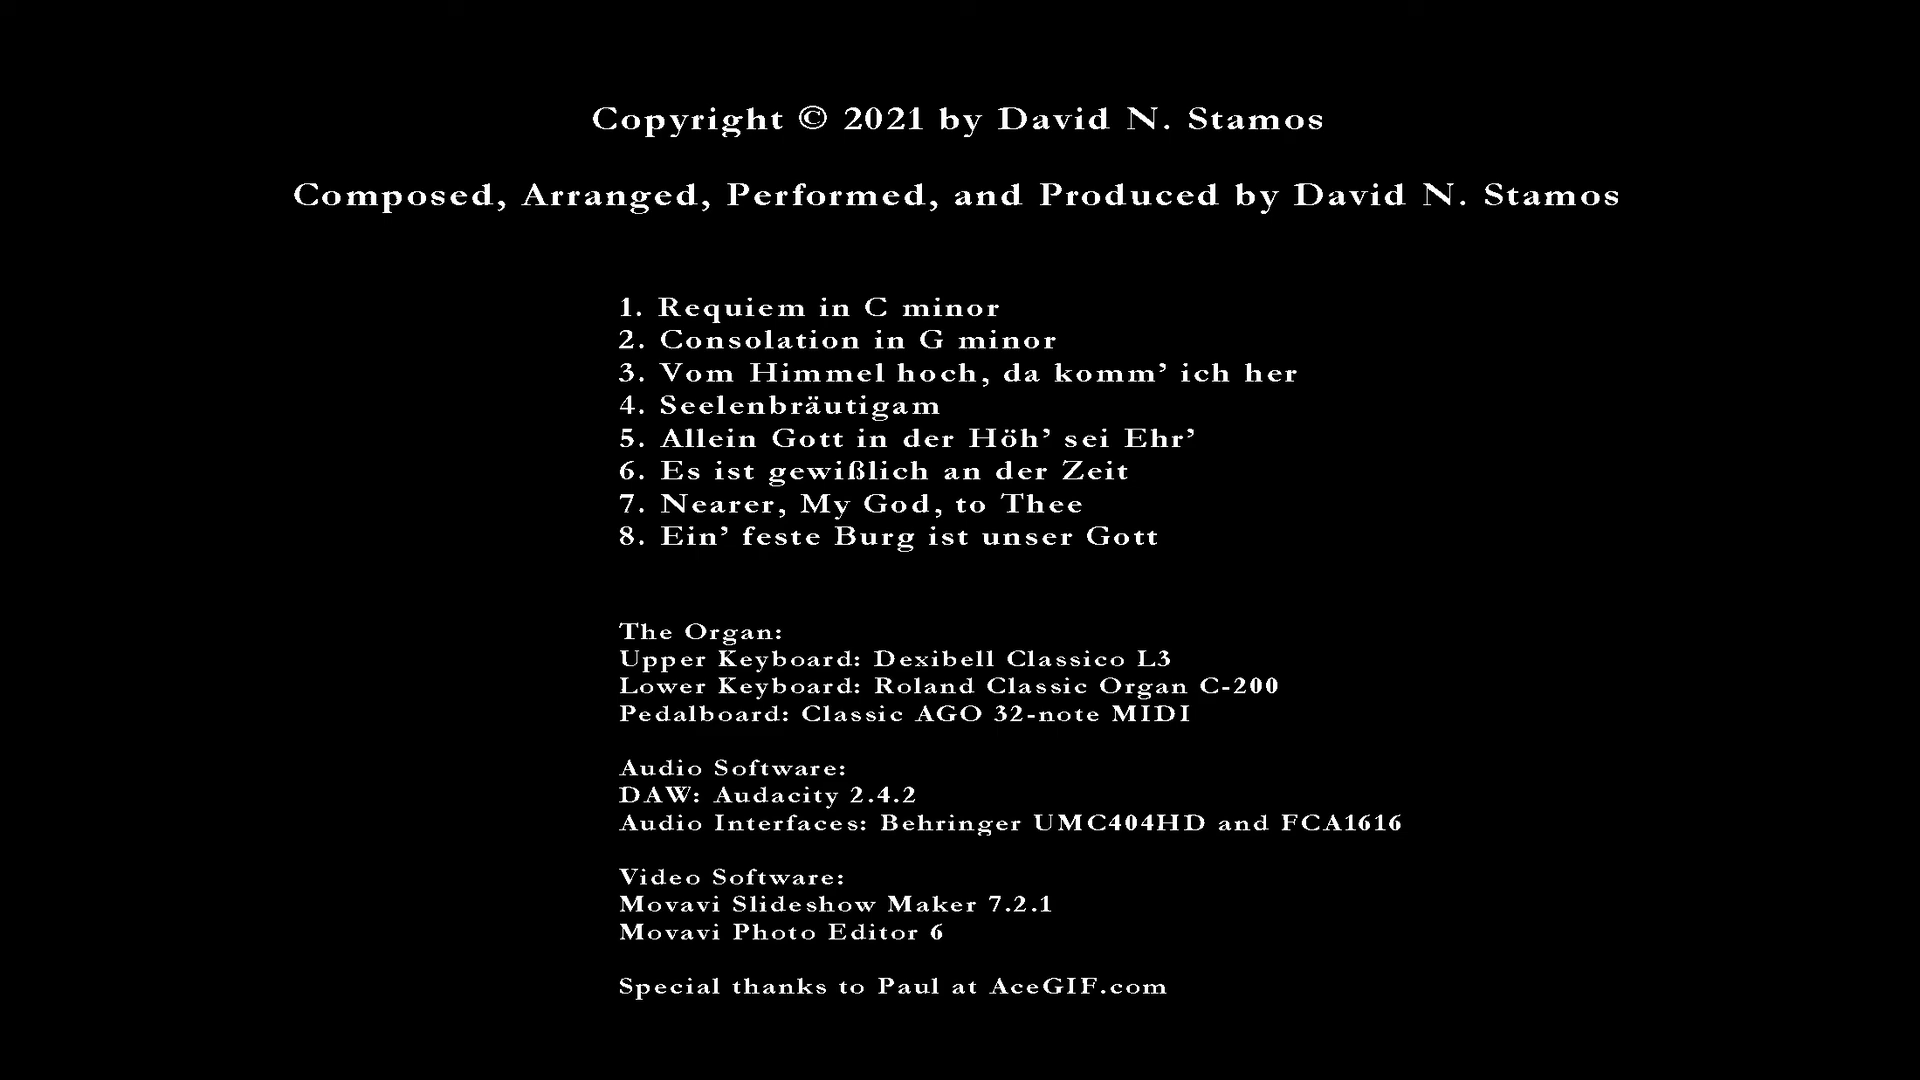 Copyright © 2021 by David N. Stamos
Composed, Arranged, Performed, and Produced by David N. Stamos
1. Requiem in C minor
2. Consolation in G minor
3. Vom Himmel hoch, da komm’ ich her
4. Seelenbräutigam
5. Allein Gott in der Höh’ sei Ehr’
6. Es ist gewißlich an der Zeit
7. Nearer, My God, to Thee
8. Ein’ feste Burg ist unser Gott
The Organ:
Upper Keyboard: Dexibell Classico L3
Lower Keyboard: Roland Classic Organ C-200
Pedalboard: Classic AGO 32-note MIDI
Audio Software:
DAW: Audacity 2.4.2
Audio Interfaces: Behringer UMC404HD and FCA1616
Video Software:
Movavi Slideshow Maker 7.2.1
Movavi Photo Editor 6
Special thanks to Paul at AceGIF.com